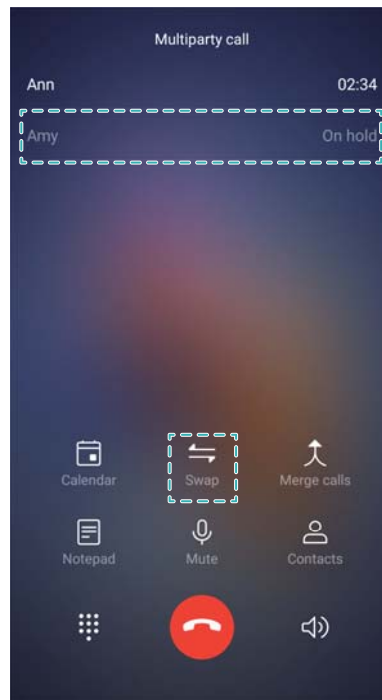 Multiparty call
Ann 02:34
Amy On hold
Calendar Swap Merge calls
Notepad Mute Contacts